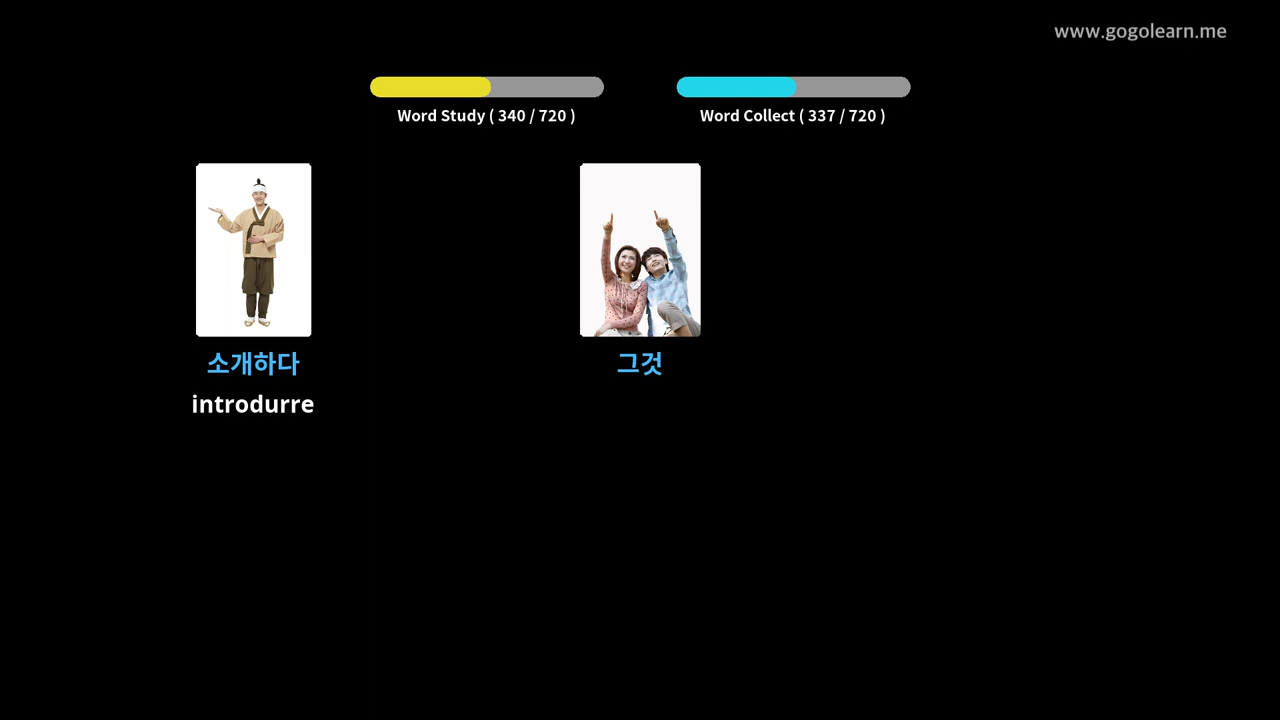 www.gogolearn.me
Word Study ( 340 / 720 )
Word Collect ( 337 / 720 )
소개하다
introdurre
그것